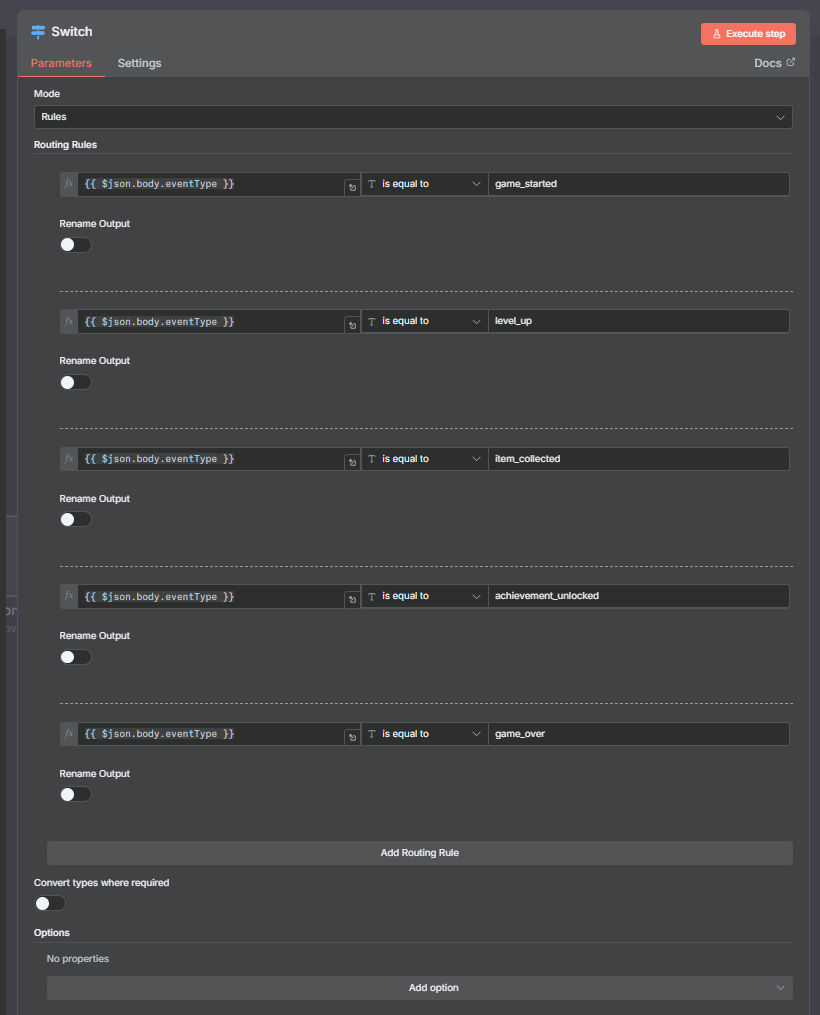 Switch
Execute step
Parameters
Settings
Docs
Mode
Rules
Routing Rules
fx {{ $json.body.eventType }} T is equal to game_started
Rename Output
fx {{ $json.body.eventType }} T is equal to level_up
Rename Output
fx {{ $json.body.eventType }} T is equal to item_collected
Rename Output
fx {{ $json.body.eventType }} T is equal to achievement_unlocked
Rename Output
fx {{ $json.body.eventType }} T is equal to game_over
Rename Output
Add Routing Rule
Convert types where required
Options
No properties
Add option